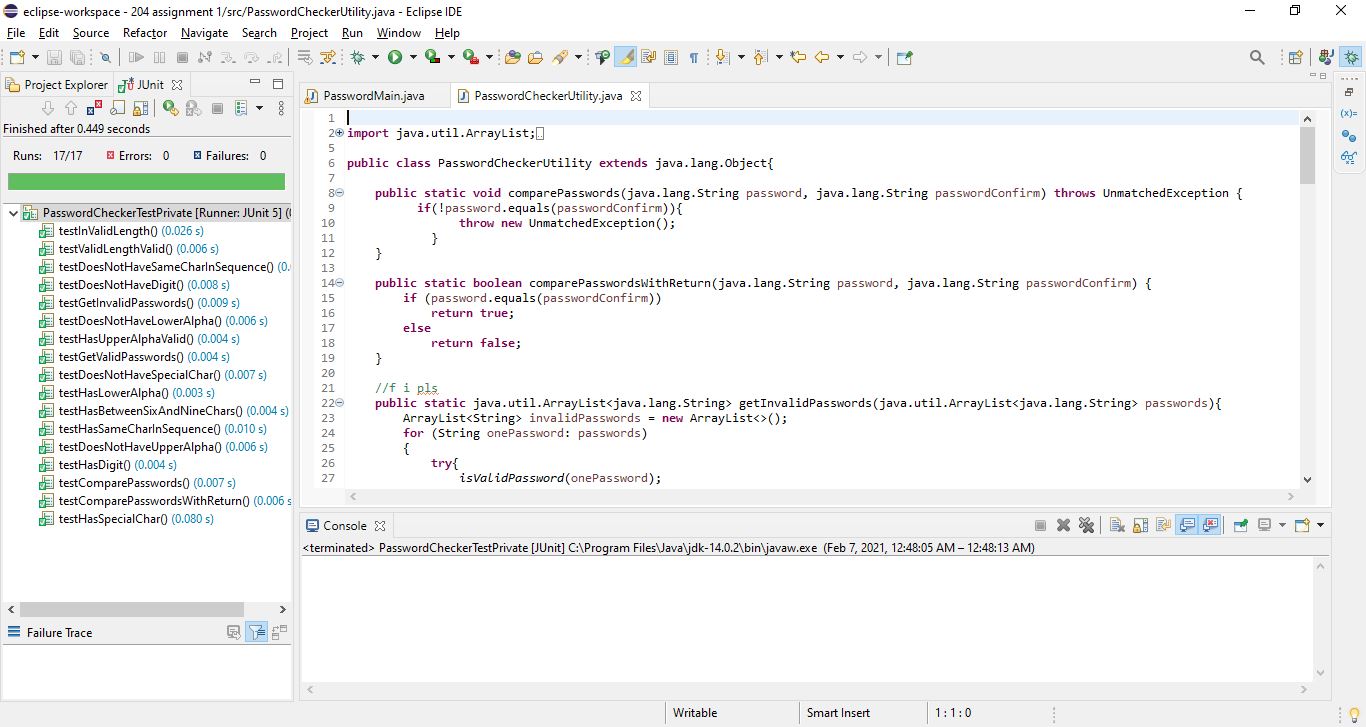 eclipse-workspace - 204 assignment 1/src/PasswordCheckerUtility.java - Eclipse IDE
File Edit Source Refactor Navigate Search Project Run Window Help
Project Explorer JUnit
Finished after 0.449 seconds
Runs: 17/17 Errors: 0 Failures: 0
PasswordCheckerTestPrivate [Runner: JUnit 5] (0
testInValidLength() (0.026 s)
testValidLengthValid() (0.006 s)
testDoesNotHaveSameCharInSequence() (0.
testDoesNotHaveDigit() (0.008 s)
testGetInvalidPasswords() (0.009 s)
testDoesNotHaveLowerAlpha() (0.006 s)
testHasUpperAlphaValid() (0.004 s)
testGetValidPasswords() (0.004 s)
testDoesNotHaveSpecialChar() (0.007 s)
testHasLowerAlpha() (0.003 s)
testHasBetweenSixAndNineChars() (0.004 s)
testHasSameCharInSequence() (0.010 s)
testDoesNotHaveUpperAlpha() (0.006 s)
testHasDigit() (0.004 s)
testComparePasswords() (0.007 s)
testComparePasswordsWithReturn() (0.006 s
testHasSpecialChar() (0.080 s)
Failure Trace
PasswordMain.java PasswordCheckerUtility.java
1
2 import java.util.ArrayList;
5
6 public class PasswordCheckerUtility extends java.lang.Object{
7
8 public static void comparePasswords(java.lang.String password, java.lang.String passwordConfirm) throws UnmatchedException {
9 if(!password.equals(passwordConfirm)){
10 throw new UnmatchedException();
11 }
12 }
13
14 public static boolean comparePasswordsWithReturn(java.lang.String password, java.lang.String passwordConfirm) {
15 if (password.equals(passwordConfirm))
16 return true;
17 else
18 return false;
19 }
20
21 //f i pls
22 public static java.util.ArrayList<java.lang.String> getInvalidPasswords(java.util.ArrayList<java.lang.String> passwords){
23 ArrayList<String> invalidPasswords = new ArrayList<>();
24 for (String onePassword: passwords)
25 {
26 try{
27 isValidPassword(onePassword);
Console
<terminated> PasswordCheckerTestPrivate [JUnit] C:\Program Files\Java\jdk-14.0.2\bin\javaw.exe (Feb 7, 2021, 12:48:05 AM – 12:48:13 AM)
Writable Smart Insert 1 : 1 : 0